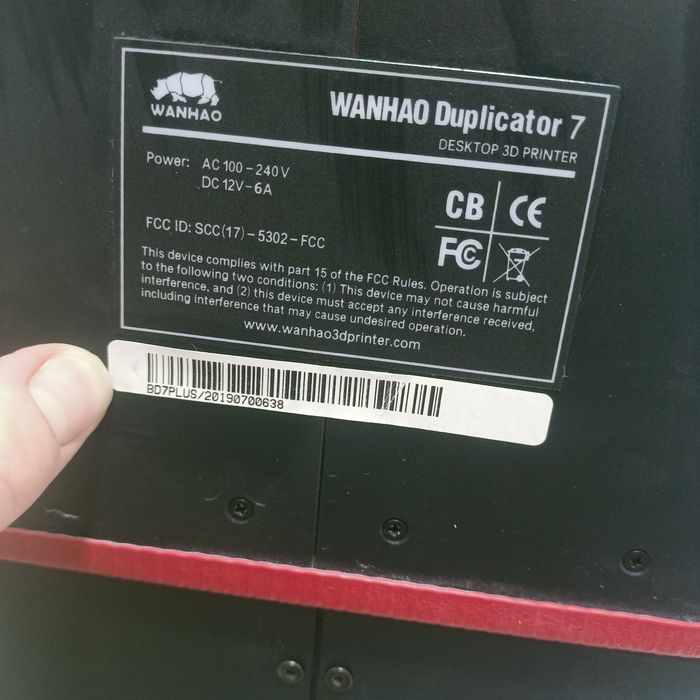 WANHAO
WANHAO Duplicator 7
DESKTOP 3D PRINTER
Power: AC 100-240V
DC 12V-6A
CB CE
FC
FCC ID: SCC(17)-5302-FCC
This device complies with part 15 of the FCC Rules. Operation is subject
to the following two conditions: (1) This device may not cause harmful
interference, and (2) this device must accept any interference received,
including interference that may cause undesired operation.
www.wanhao3dprinter.com
BD7PLUS/20190700638